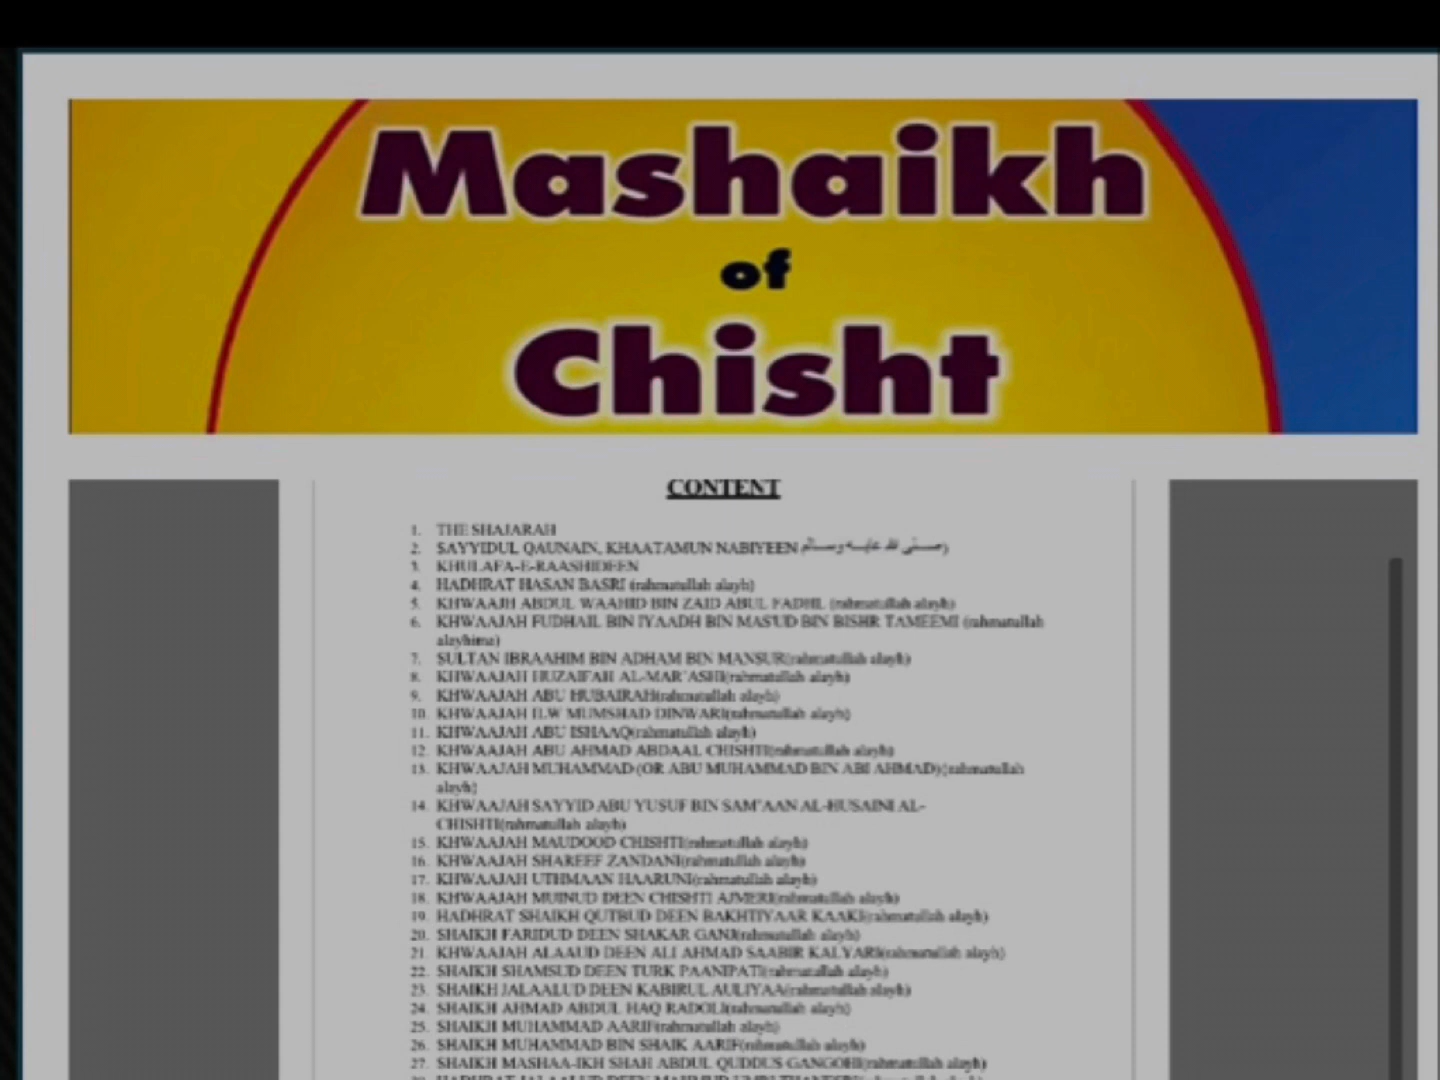 Mashaikh
of
Chisht
CONTENT
1. THE SHAJARAH
2. SAYYIDUL QAUNAIN, KHAATAMUN NABIYEEN صلى الله عليه وسلم)
3. KHULAFA-E-RAASHIDEEN
4. HADHRAT HASAN BASRI (rahmatullah alayh)
5. KHWAAJH ABDUL WAAHID BIN ZAID ABUL FADHL (rahmatullah alayh)
6. KHWAAJAH FUDHAIL BIN IYAADH BIN MAS'UD BIN BISHR TAMEEMI (rahmatullah
alayhima)
7. SULTAN IBRAAHIM BIN ADHAM BIN MANSUR(rahmatullah alayh)
8. KHWAAJAH HUZAIFAH AL-MAR'ASHI(rahmatullah alayh)
9. KHWAAJAH ABU HUBAIRAH(rahmatullah alayh)
10. KHWAAJAH ILW MUMSHAD DINWARI(rahmatullah alayh)
11. KHWAAJAH ABU ISHAAQ(rahmatullah alayh)
12. KHWAAJAH ABU AHMAD ABDAAL CHISHTI(rahmatullah alayh)
13. KHWAAJAH MUHAMMAD (OR ABU MUHAMMAD BIN ABI AHMAD)(rahmatullah
alayh)
14. KHWAAJAH SAYYID ABU YUSUF BIN SAM'AAN AL-HUSAINI AL-
CHISHTI(rahmatullah alayh)
15. KHWAAJAH MAUDOOD CHISHTI(rahmatullah alayh)
16. KHWAAJAH SHAREEF ZANDANI(rahmatullah alayh)
17. KHWAAJAH UTHMAAN HAARUNI(rahmatullah alayh)
18. KHWAAJAH MUINUD DEEN CHISHTI AJMERI(rahmatullah alayh)
19. HADHRAT SHAIKH QUTBUD DEEN BAKHTIYAAR KAAKI(rahmatullah alayh)
20. SHAIKH FARIDUD DEEN SHAKAR GANJ(rahmatullah alayh)
21. KHWAAJAH ALAAUD DEEN ALI AHMAD SAABIR KALYARI(rahmatullah alayh)
22. SHAIKH SHAMSUD DEEN TURK PAANIPATI(rahmatullah alayh)
23. SHAIKH JALAALUD DEEN KABIRUL AULIYAA(rahmatullah alayh)
24. SHAIKH AHMAD ABDUL HAQ RADOLI(rahmatullah alayh)
25. SHAIKH MUHAMMAD AARIF(rahmatullah alayh)
26. SHAIKH MUHAMMAD BIN SHAIK AARIF(rahmatullah alayh)
27. SHAIKH MASHAA-IKH SHAH ABDUL QUDDUS GANGOHI(rahmatullah alayh)